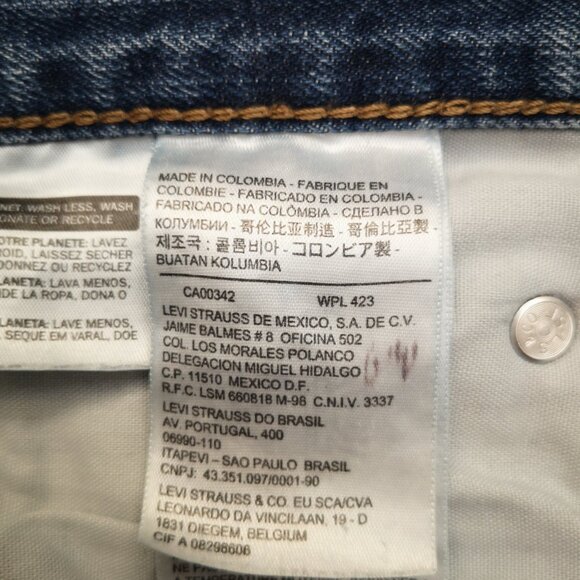 NET: WASH LESS, WASH
ONATE OR RECYCLE
OTRE PLANETE: LAVEZ
ROID, LAISSEZ SECHER
DONNEZ OU RECYCLEZ
LANETA: LAVA MENOS,
DE LA ROPA. DONA O
LANETA: LAVE MENOS,
SEQUE EM VARAL, DOE
MADE IN COLOMBIA - FABRIQUE EN
COLOMBIE - FABRICADO EN COLOMBIA -
FABRICADO NA COLÔMBIA - СДЕЛАНО В
КОЛУМБИИ - 哥伦比亚制造 - 哥倫比亞製 -
제조국 : 콜롬비아 - コロンビア製 -
BUATAN KOLUMBIA
CA00342 WPL 423
LEVI STRAUSS DE MEXICO, S.A. DE C.V.
JAIME BALMES # 8 OFICINA 502
COL. LOS MORALES POLANCO
DELEGACION MIGUEL HIDALGO
C.P. 11510 MEXICO D.F.
R.F.C. LSM 660818 M-98 C.N.I.V. 3337
LEVI STRAUSS DO BRASIL
AV. PORTUGAL, 400
06990-110
ITAPEVI – SAO PAULO BRASIL
CNPJ: 43.351.097/0001-90
LEVI STRAUSS & CO. EU SCA/CVA
LEONARDO DA VINCILAAN, 19 - D
1831 DIEGEM, BELGIUM
CIF A 08298606